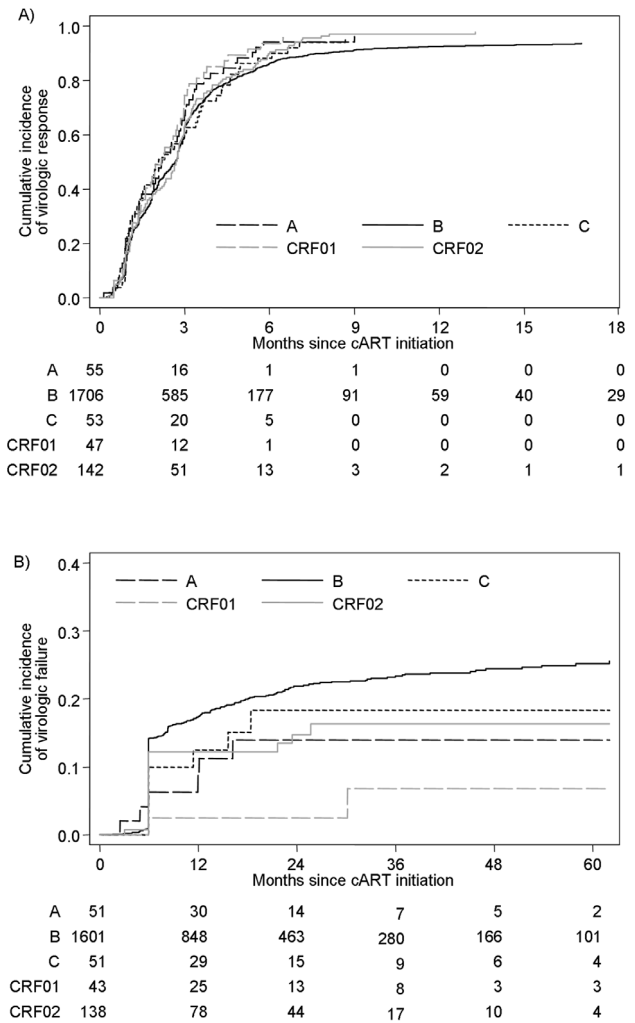 A)
Cumulative incidence
of virologic response
1.0
0.8
0.6
0.4
0.2
0.0
A B C
CRF01 CRF02
0 3 6 9 12 15 18
Months since cART initiation
A 55 16 1 1 0 0 0
B 1706 585 177 91 59 40 29
C 53 20 5 0 0 0 0
CRF01 47 12 1 0 0 0 0
CRF02 142 51 13 3 2 1 1
B)
Cumulative incidence
of virologic failure
0.4
0.3
0.2
0.1
0.0
A B C
CRF01 CRF02
0 12 24 36 48 60
Months since cART initiation
A 51 30 14 7 5 2
B 1601 848 463 280 166 101
C 51 29 15 9 6 4
CRF01 43 25 13 8 3 3
CRF02 138 78 44 17 10 4